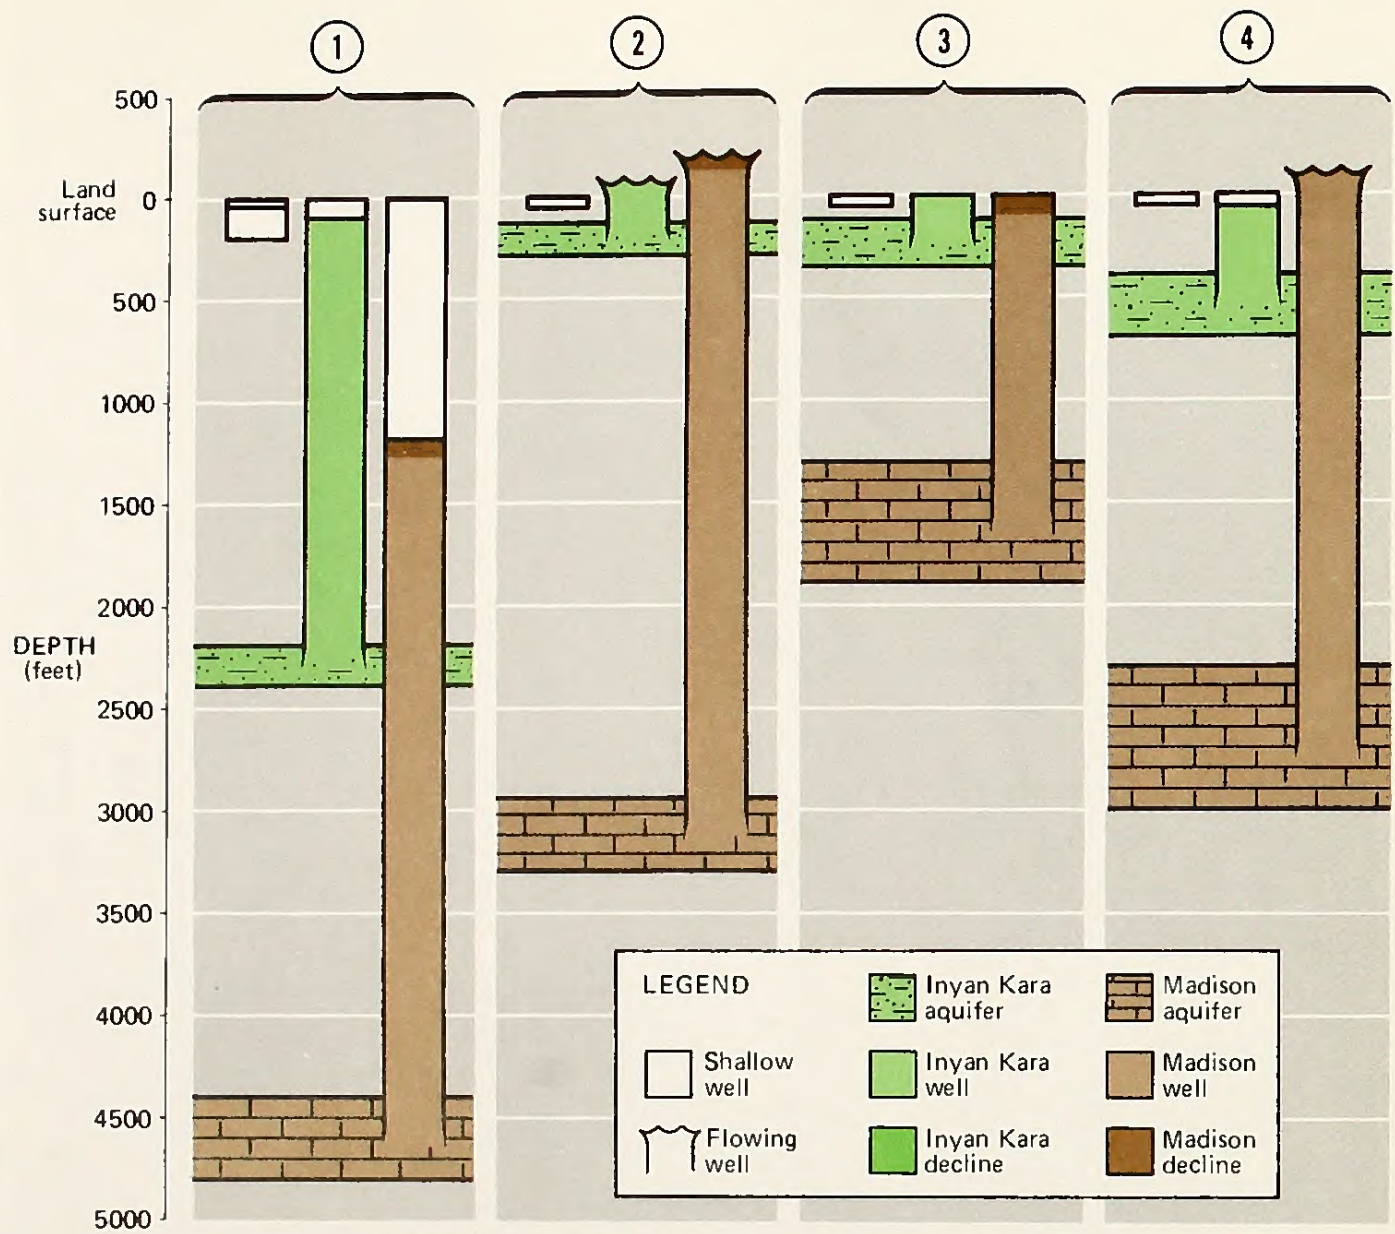 1
2
3
4
500
Land
surface
0
500
1000
1500
2000
DEPTH
(feet)
2500
3000
3500
4000
4500
5000
LEGEND
Shallow
well
Flowing
well
Inyan Kara
aquifer
Inyan Kara
well
Inyan Kara
decline
Madison
aquifer
Madison
well
Madison
decline